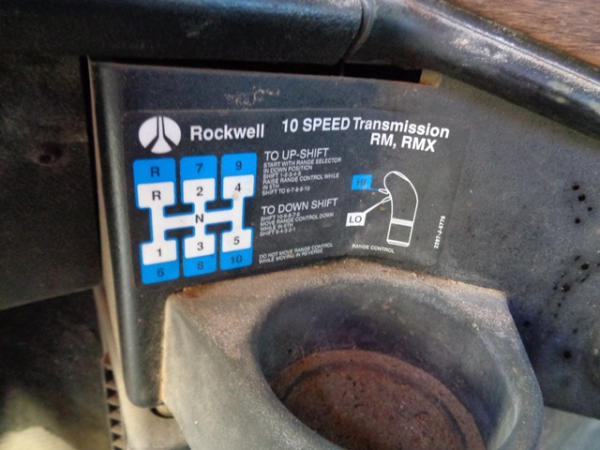 Rockwell 10 SPEED Transmission
RM, RMX
R 7 9
R 2 4
N
1 3 5
6 8 10
TO UP-SHIFT
START WITH RANGE SELECTOR
IN DOWN POSITION
SHIFT 1-2-3-4-5
RAISE RANGE CONTROL WHILE
IN 5TH
SHIFT TO 6-7-8-9-10
TO DOWN SHIFT
SHIFT 10-9-8-7-6
MOVE RANGE CONTROL DOWN
WHILE IN 6TH
SHIFT 5-4-3-2-1
DO NOT MOVE RANGE CONTROL
WHILE MOVING IN REVERSE
HI
LO
RANGE CONTROL